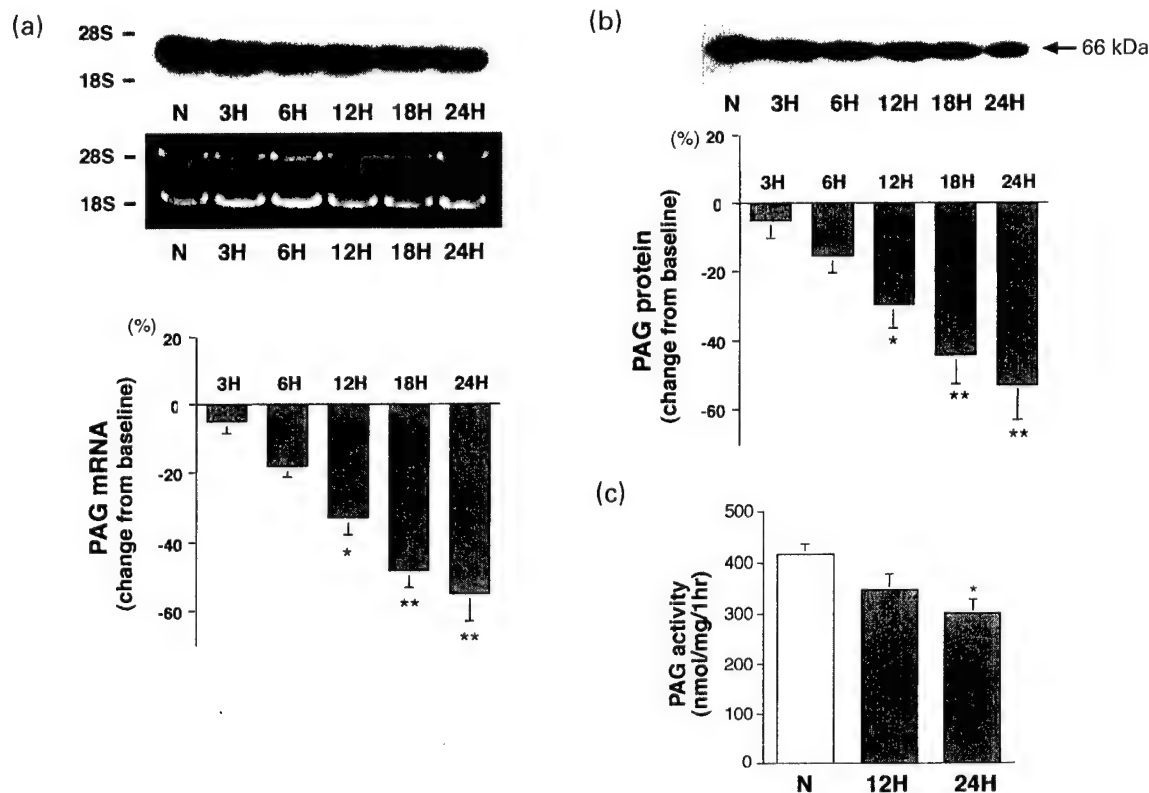 (a)
28S –
18S –
N 3H 6H 12H 18H 24H
28S –
18S –
N 3H 6H 12H 18H 24H
(%)
20
3H 6H 12H 18H 24H
0
-20
-40
-60
* ** **
PAG mRNA
(change from baseline)
(b)
66 kDa
N 3H 6H 12H 18H 24H
(%)
20
3H 6H 12H 18H 24H
0
-20
-40
-60
* ** **
PAG protein
(change from baseline)
(c)
500
400
300
200
100
0
*
PAG activity
(nmol/mg/1hr)
N 12H 24H